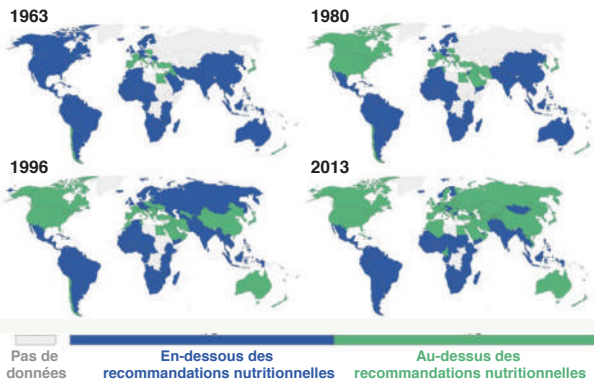 1963
1980
1996
2013
Pas de
données
En-dessous des
recommandations nutritionnelles
Au-dessus des
recommandations nutritionnelles